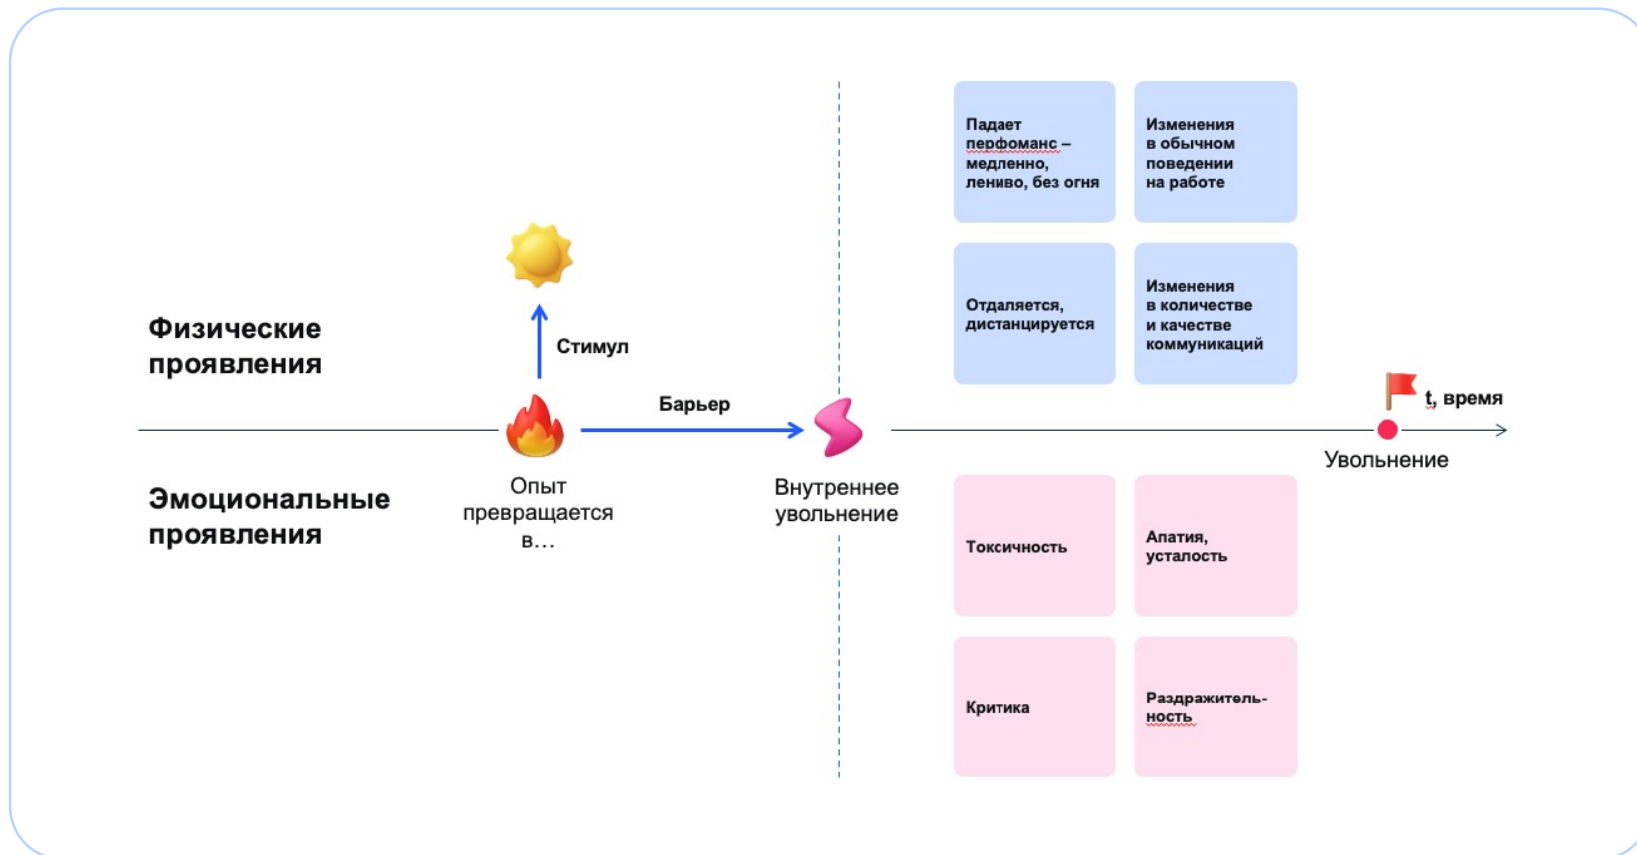 Падает
перфоманс –
медленно,
лениво, без огня
Изменения
в обычном
поведении
на работе
Отдаляется,
дистанцируется
Изменения
в количестве
и качестве
коммуникаций
Физические
проявления
Стимул
Барьер
t, время
Увольнение
Эмоциональные
проявления
Опыт
превращается
в…
Внутреннее
увольнение
Токсичность
Апатия,
усталость
Критика
Раздражитель-
ность